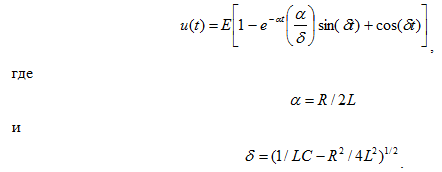 u(t) = E[1 − e^{−αt}(α/δ) sin( δt) + cos(δt)],
где
α = R / 2L
и
δ = (1/ LC − R² / 4L²)^{1/2}.